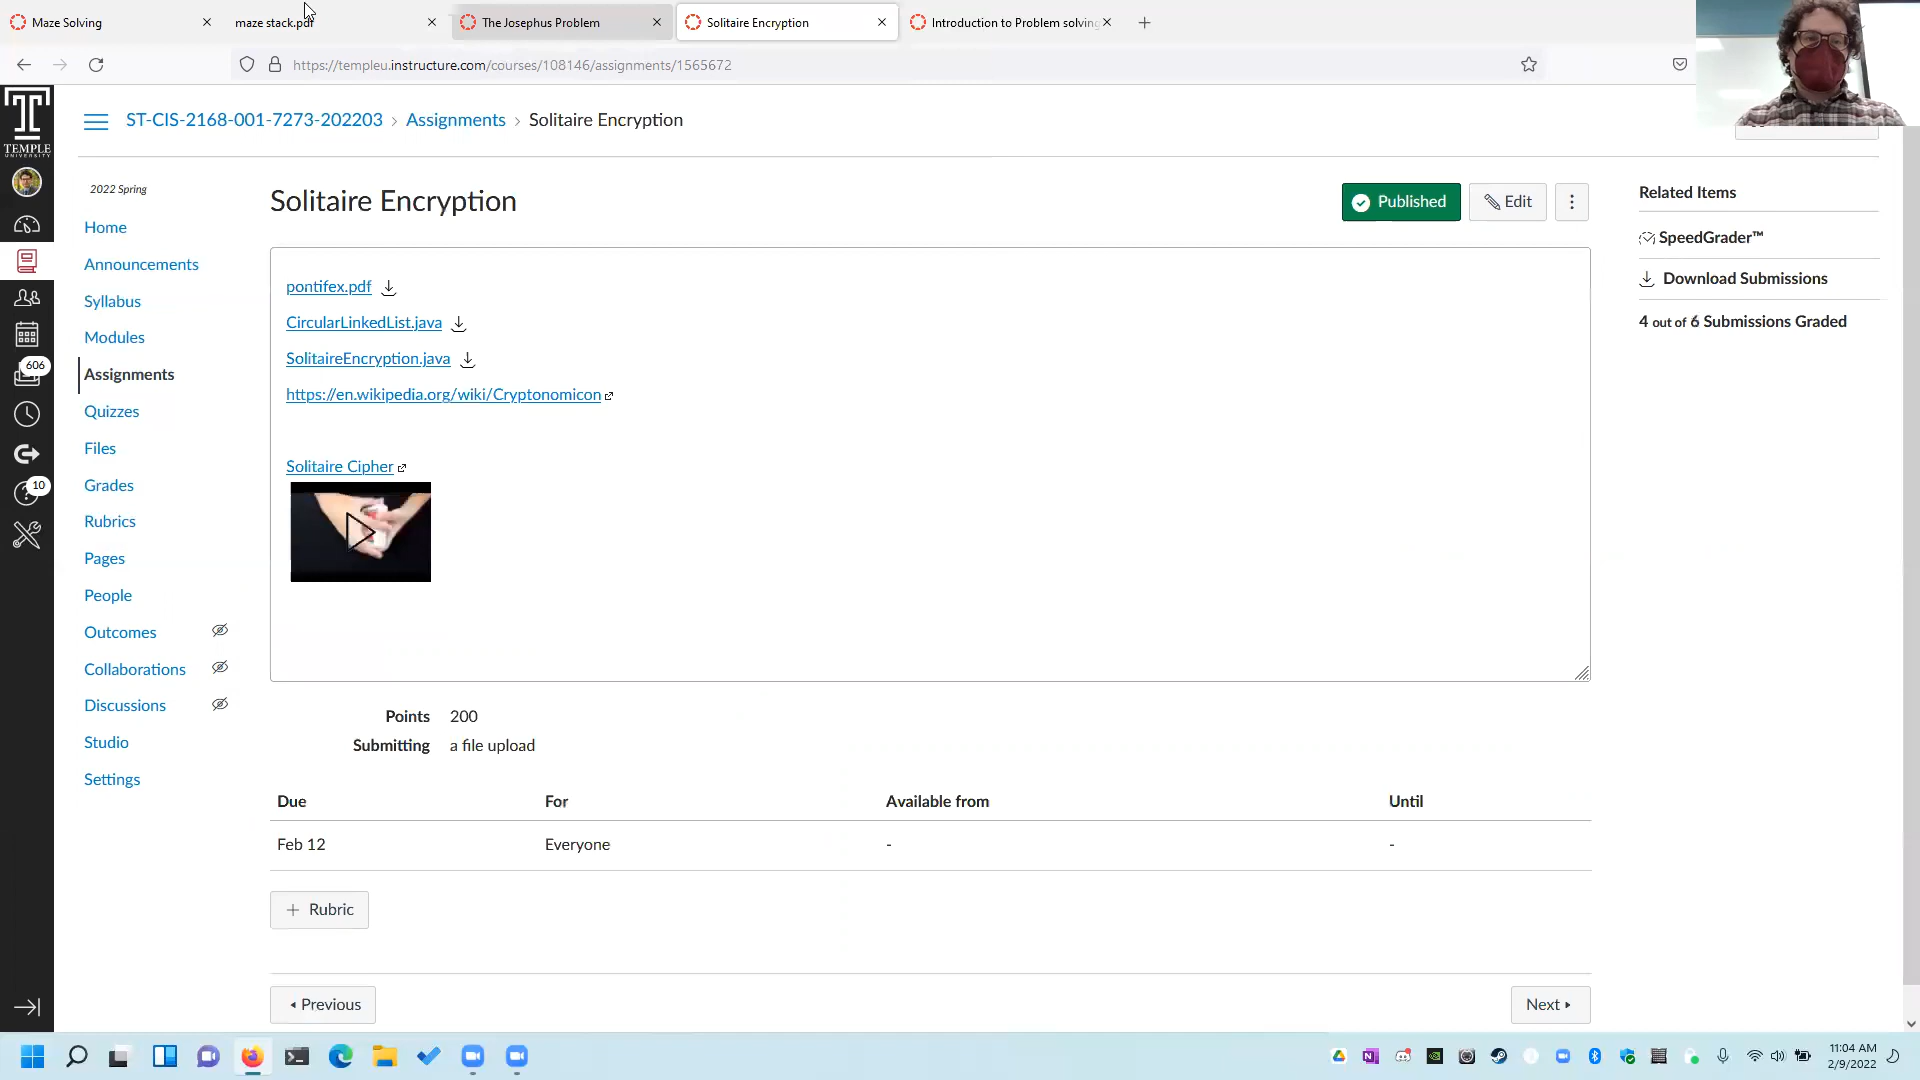 Maze Solving
maze stack.pdf
The Josephus Problem
Solitaire Encryption
Introduction to Problem solving
https://templeu.instructure.com/courses/108146/assignments/1565672
TEMPLE
UNIVERSITY
ST-CIS-2168-001-7273-202203 › Assignments › Solitaire Encryption
2022 Spring
Home
Announcements
Syllabus
Modules
Assignments
Quizzes
Files
Grades
Rubrics
Pages
People
Outcomes
Collaborations
Discussions
Studio
Settings
606
10
Solitaire Encryption
Published
Edit
pontifex.pdf
CircularLinkedList.java
SolitaireEncryption.java
https://en.wikipedia.org/wiki/Cryptonomicon
Solitaire Cipher
Points 200
Submitting a file upload
Due For Available from Until
Feb 12 Everyone - -
+ Rubric
Previous
Next
Related Items
SpeedGrader™
Download Submissions
4 out of 6 Submissions Graded
11:04 AM
2/9/2022